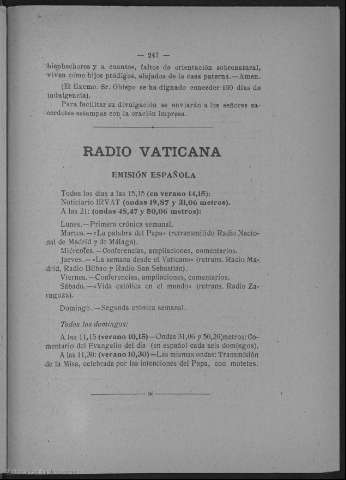 — 247 —
bienhechores y a cuantos, faltos de orientación sobrenatural,
viven como hijos pródigos, alejados de la casa paterna.—Amén.
(El Excmo. Sr. Obispo se ha dignado conceder 100 días de
indulgencia).
Para facilitar su divulgación se enviarán a los señores sa-
cerdotes estampas con la oración impresa.
RADIO VATICANA
EMISIÓN ESPAÑOLA
Todos los días a las 15,15 (en verano 14,15):
Noticiario IRVAT (ondas 19,87 y 31,06 metros).
A las 21: (ondas 48,47 y 50,06 metros):
Lunes.—Primera crónica semanal.
Martes.—«La palabra del Papa» (retransmitido Radio Nacio-
nal de Madrid y de Málaga).
Miércoles.—Conferencias, ampliaciones, comentarios.
Jueves.—«La semana desde el Vaticano» (retrans. Radio Ma-
drid, Radio Bilbao y Radio San Sebastián).
Viernes.—Conferencias, ampliaciones, comentarios.
Sábado.—«Vida católica en el mundo» (retrans. Radio Za-
ragoza).
Domingo.—Segunda crónica semanal.
Todos los domingos:
A las 11,15 (verano 10,15)—Ondas 31,06 y 50,26)metros:Co-
mentario del Evangelio del día (en español cada seis domingos).
A las 11,30: (verano 10,30)—Las mismas ondas: Transmisión
de la Misa, celebrada por las intenciones del Papa, con motetes.